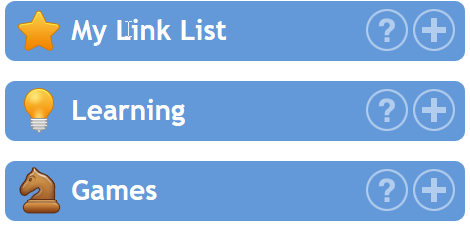 My Link List ? +
Learning ? +
Games ? +